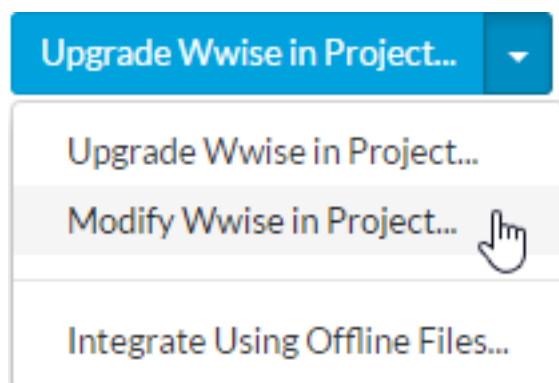 Upgrade Wwise in Project...
Upgrade Wwise in Project...
Modify Wwise in Project...
Integrate Using Offline Files...